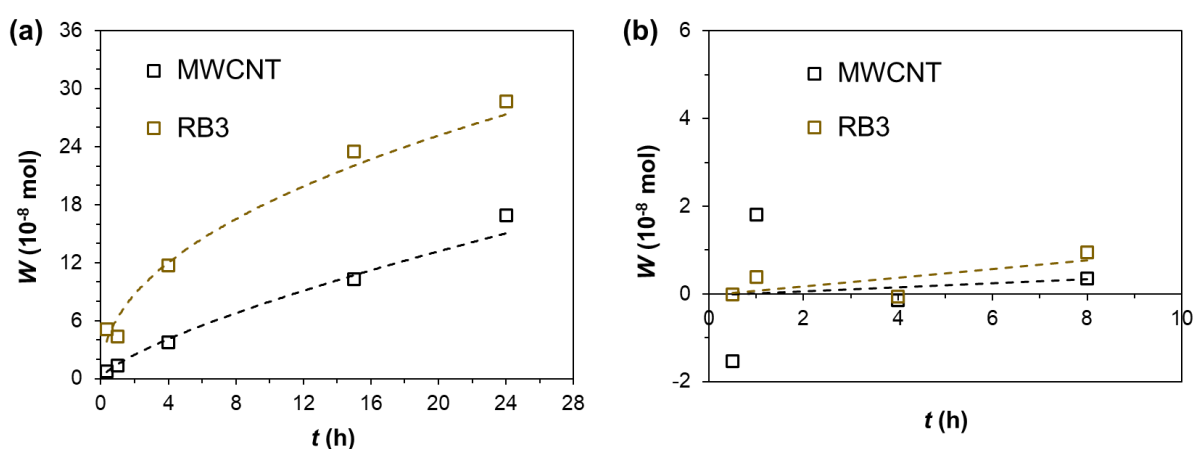 (a)
W (10⁻⁸ mol)
36
30
24
18
12
6
0
MWCNT
RB3
0 4 8 12 16 20 24 28
t (h)
(b)
W (10⁻⁸ mol)
6
4
2
0
-2
MWCNT
RB3
0 2 4 6 8 10
t (h)